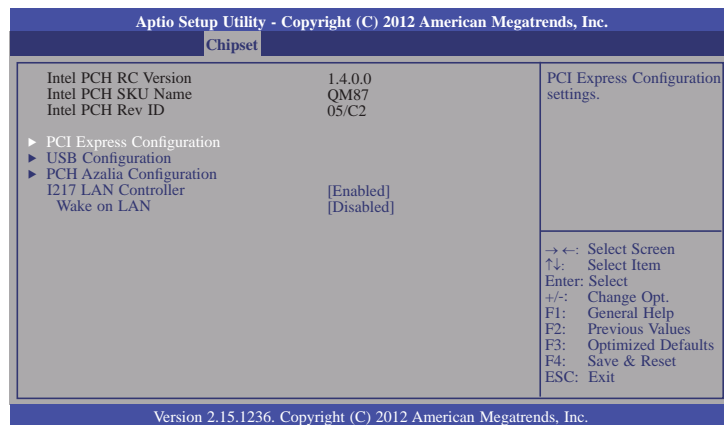 Aptio Setup Utility - Copyright (C) 2012 American Megatrends, Inc.
Chipset
Intel PCH RC Version 1.4.0.0
Intel PCH SKU Name QM87
Intel PCH Rev ID 05/C2
► PCI Express Configuration
► USB Configuration
► PCH Azalia Configuration
I217 LAN Controller [Enabled]
Wake on LAN [Disabled]
PCI Express Configuration
settings.
→←: Select Screen
↑↓: Select Item
Enter: Select
+/-: Change Opt.
F1: General Help
F2: Previous Values
F3: Optimized Defaults
F4: Save & Reset
ESC: Exit
Version 2.15.1236. Copyright (C) 2012 American Megatrends, Inc.